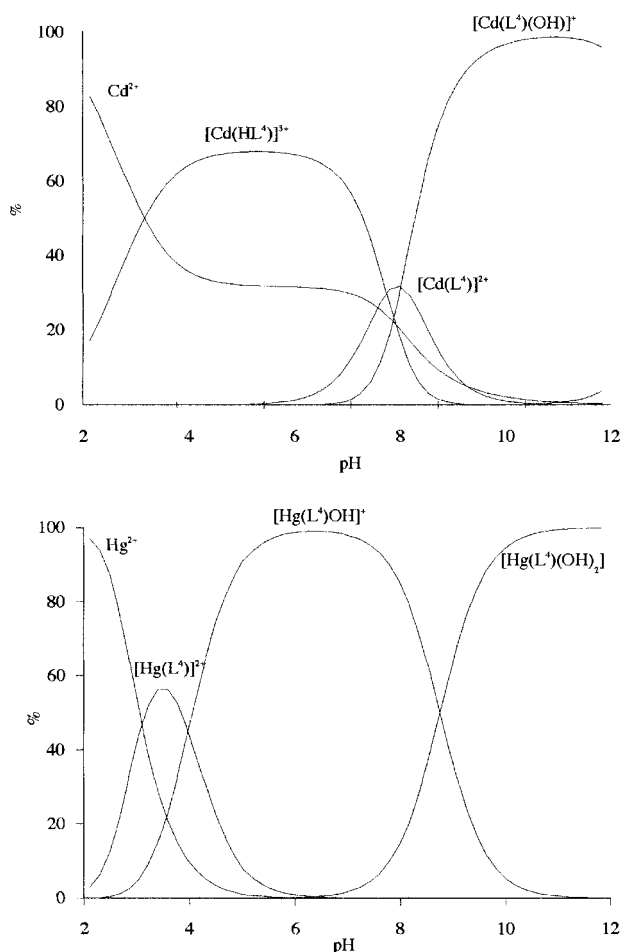 100
[Cd(L⁴)(OH)]⁺
Cd²⁺
80
[Cd(HL⁴)]³⁺
60
%
40
[Cd(L⁴)]²⁺
20
0
2 4 6 8 10 12
pH
[Hg(L⁴)OH]⁺
100
Hg²⁺
[Hg(L⁴)(OH)₂]
80
[Hg(L⁴)]²⁺
60
%
40
20
0
2 4 6 8 10 12
pH